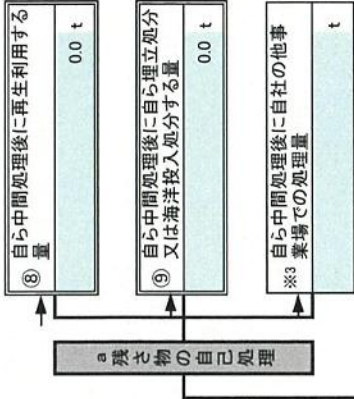 ⑧ 自ら中間処理後に再生利用する
量
0.0 t
⑨ 自ら中間処理後に自ら埋立処分
又は海洋投入処分する量
0.0 t
※3 自ら中間処理後に自社の他事
業場での処理量
t
a 残さ物の自己処理